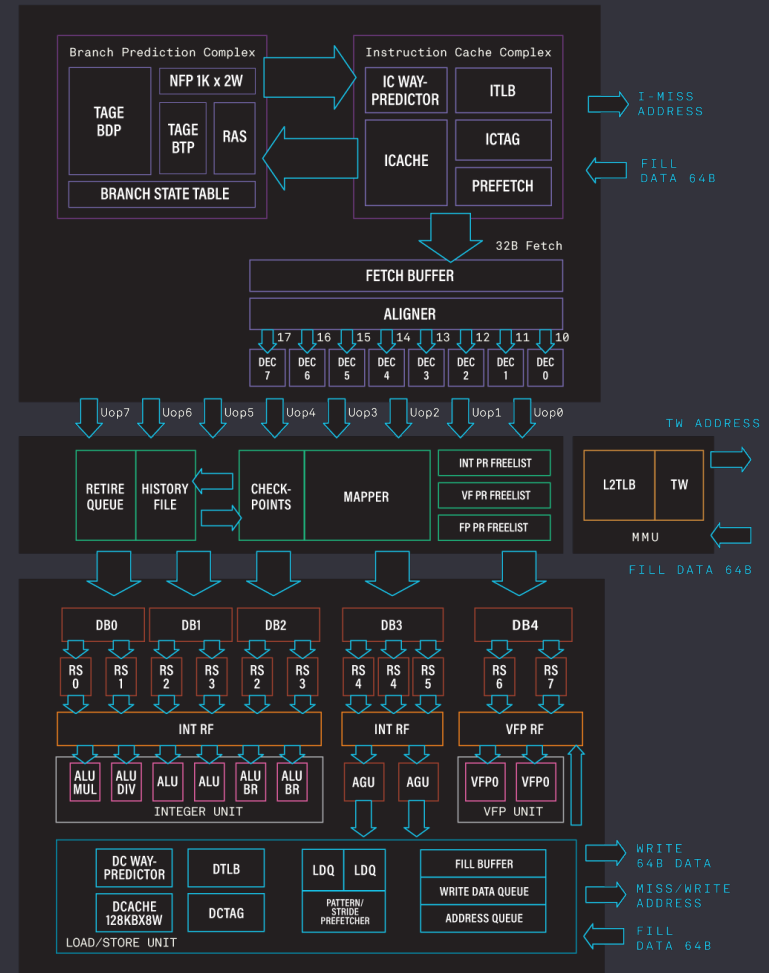 Branch Prediction Complex
Instruction Cache Complex
NFP 1K x 2W
TAGE
BDP
TAGE
BTP
RAS
BRANCH STATE TABLE
IC WAY-
PREDICTOR
ITLB
ICACHE
ICTAG
PREFETCH
I-MISS
ADDRESS
FILL
DATA 64B
32B Fetch
FETCH BUFFER
ALIGNER
17 16 15 14 13 12 11 10
DEC
7
DEC
6
DEC
5
DEC
4
DEC
3
DEC
2
DEC
1
DEC
0
Uop7 Uop6 Uop5 Uop4 Uop3 Uop2 Uop1 Uop0
TW ADDRESS
RETIRE
QUEUE
HISTORY
FILE
CHECK-
POINTS
MAPPER
INT PR FREELIST
VF PR FREELIST
FP PR FREELIST
L2TLB
TW
MMU
FILL DATA 64B
DB0 DB1 DB2 DB3 DB4
RS
0
RS
1
RS
2
RS
3
RS
2
RS
3
RS
4
RS
4
RS
5
RS
6
RS
7
INT RF
INT RF
VFP RF
ALU
MUL
ALU
DIV
ALU
ALU
ALU
BR
ALU
BR
INTEGER UNIT
AGU
AGU
VFP0
VFP0
VFP UNIT
DC WAY-
PREDICTOR
DTLB
DCACHE
128KBX8W
DCTAG
LOAD/STORE UNIT
LDQ
LDQ
PATTERN/
STRIDE
PREFETCHER
FILL BUFFER
WRITE DATA QUEUE
ADDRESS QUEUE
WRITE
64B DATA
MISS/WRITE
ADDRESS
FILL
DATA 64B